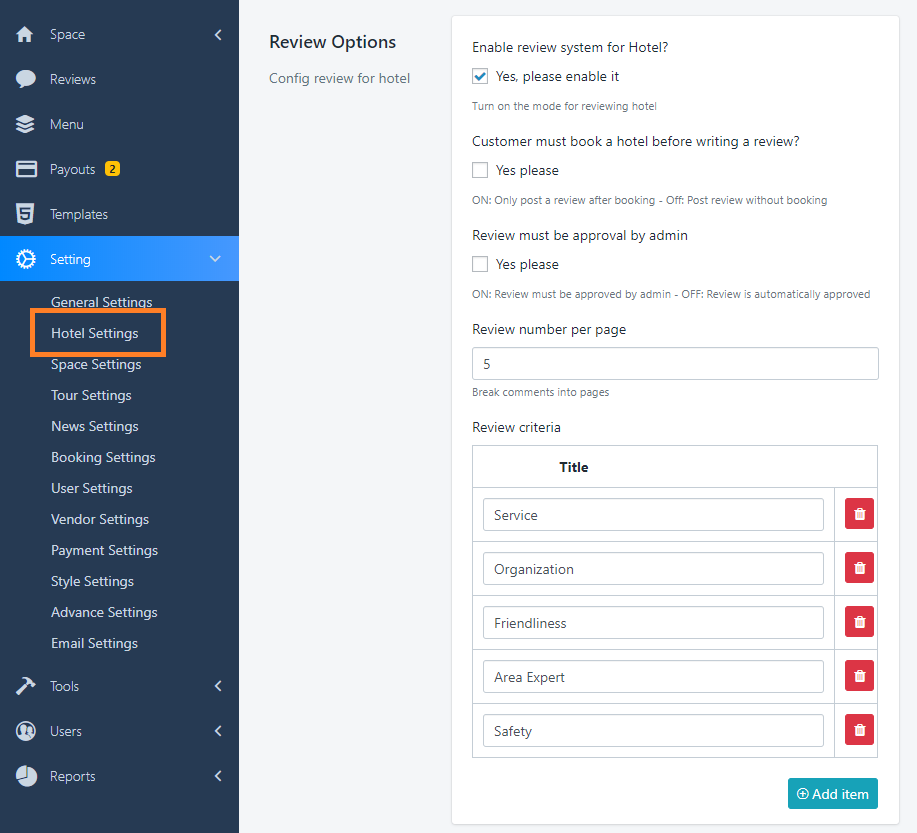 Space
Reviews
Menu
Payouts 2
Templates
Setting
General Settings
Hotel Settings
Space Settings
Tour Settings
News Settings
Booking Settings
User Settings
Vendor Settings
Payment Settings
Style Settings
Advance Settings
Email Settings
Tools
Users
Reports
Review Options
Config review for hotel
Enable review system for Hotel?
Yes, please enable it
Turn on the mode for reviewing hotel
Customer must book a hotel before writing a review?
Yes please
ON: Only post a review after booking - Off: Post review without booking
Review must be approval by admin
Yes please
ON: Review must be approved by admin - OFF: Review is automatically approved
Review number per page
5
Break comments into pages
Review criteria
Title
Service
Organization
Friendliness
Area Expert
Safety
Add item